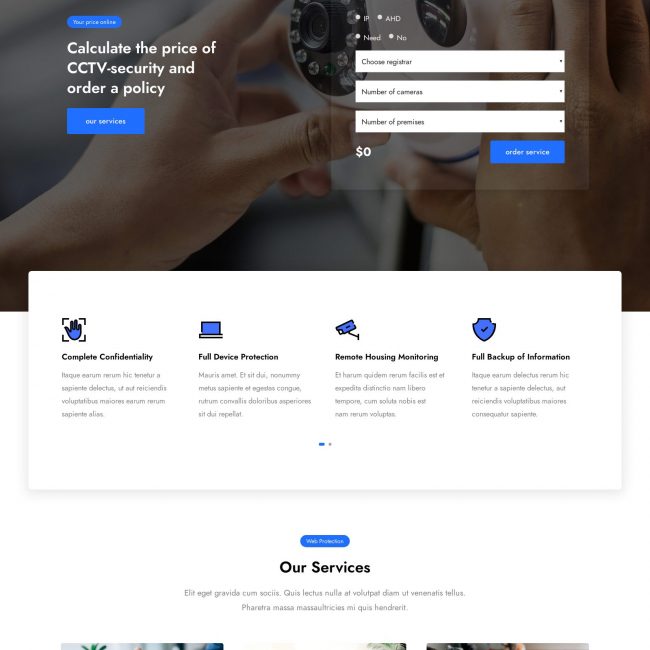 Your price online
Calculate the price of
CCTV-security and
order a policy
our services
IP AHD
Need No
Choose registrar
Number of cameras
Number of premises
$0
order service
Complete Confidentiality
Itaque earum rerum hic tenetur a
sapiente delectus, ut aut reiciendis
voluptatibus maiores earum rerum
sapiente alias.
Full Device Protection
Mauris amet. Et sit dui, nonummy
metus sapiente et egestas congue,
rutrum convallis doloribus asperiores
sit dui repellat.
Remote Housing Monitoring
Et harum quidem rerum facilis est et
expedita distinctio nam libero
tempore, cum soluta nobis est
nam rerum voluptas.
Full Backup of Information
Itaque earum delectus rerum hic
tenetur a sapiente delectus, aut
reiciendis voluptatibus maiores
consequatur sapiente.
Web Protection
Our Services
Elit eget gravida cum sociis. Quis lectus nulla at volutpat diam ut venenatis tellus.
Pharetra massa massaultricies mi quis hendrerit.